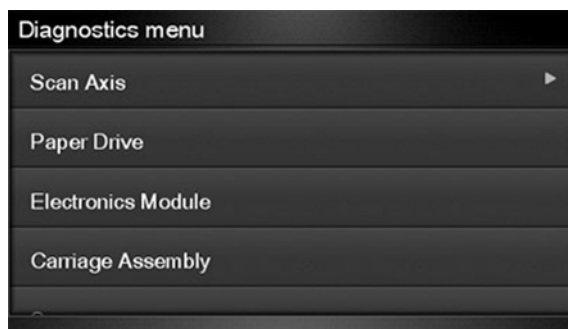 Diagnostics menu
Scan Axis
Paper Drive
Electronics Module
Carriage Assembly